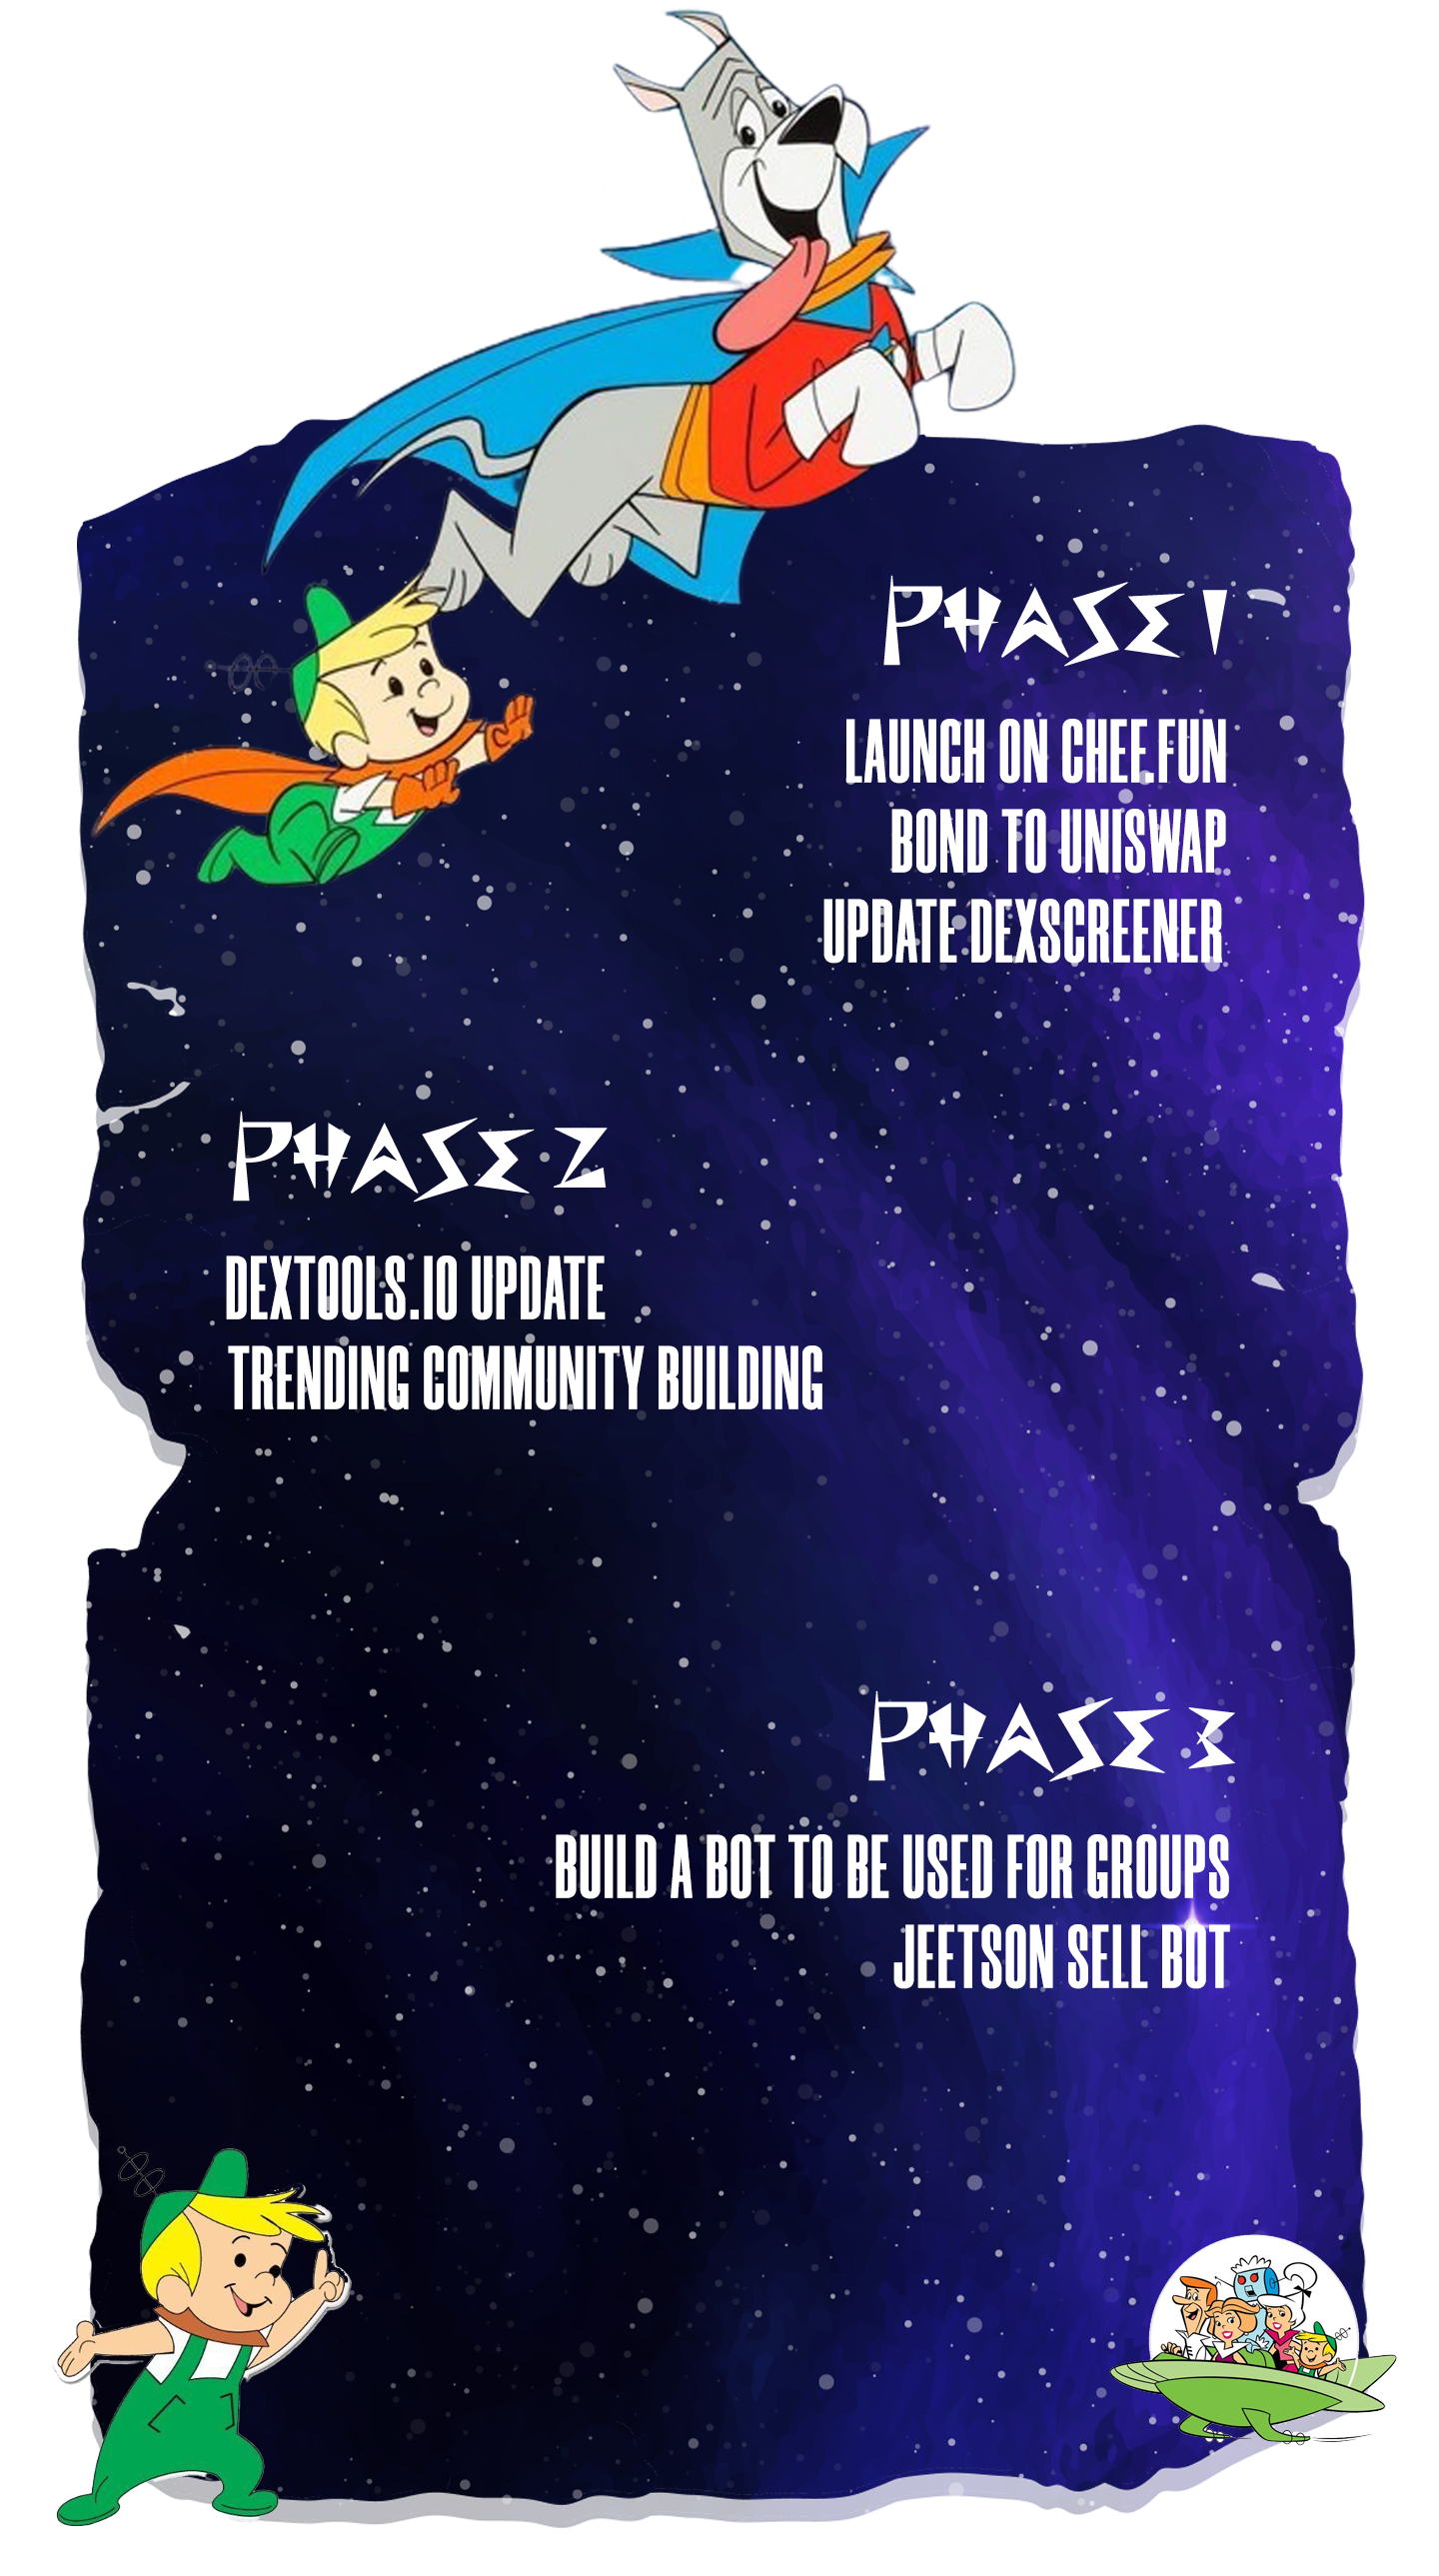 PHASE 1
LAUNCH ON CHEF.FUN
BOND TO UNISWAP
UPDATE DEXSCREENER
PHASE 2
DEXTOOLS.IO UPDATE
TRENDING COMMUNITY BUILDING
PHASE 3
BUILD A BOT TO BE USED FOR GROUPS
JEETSON SELL BOT